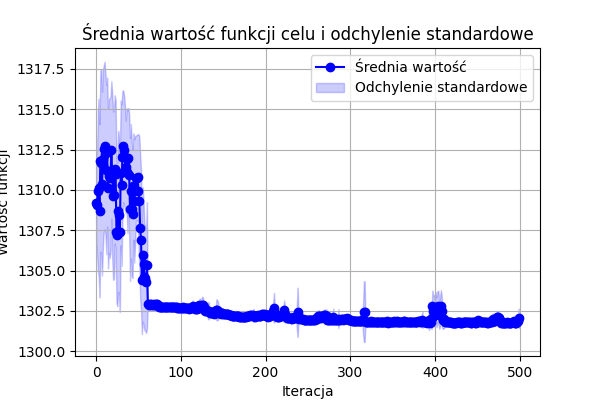 Średnia wartość funkcji celu i odchylenie standardowe
Średnia wartość
Odchylenie standardowe
1317.5
1315.0
1312.5
1310.0
1307.5
1305.0
1302.5
1300.0
Wartość funkcji
0 100 200 300 400 500
Iteracja